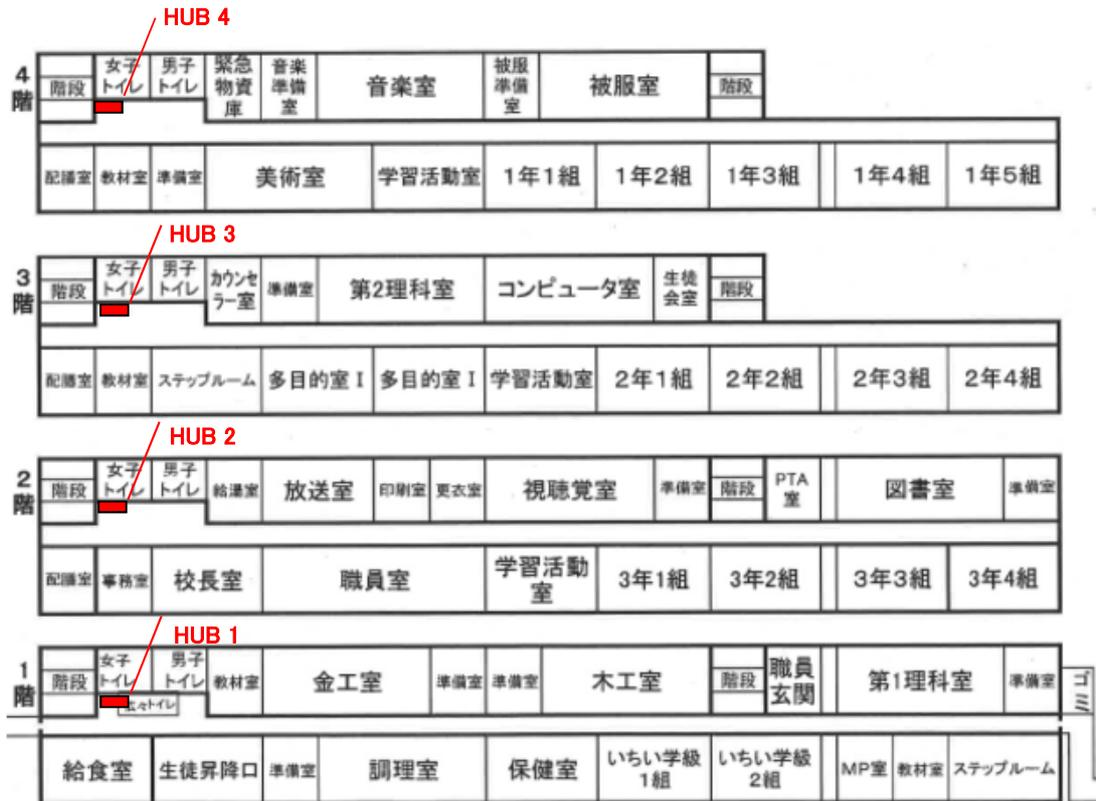 HUB 4
4階
階段
女子トイレ
男子トイレ
緊急物資庫
音楽準備室
音楽室
被服準備室
被服室
階段
配膳室
教材室
準備室
美術室
学習活動室
1年1組
1年2組
1年3組
1年4組
1年5組
HUB 3
3階
階段
女子トイレ
男子トイレ
カウンセラー室
準備室
第2理科室
コンピュータ室
生徒会室
階段
配膳室
教材室
ステップルーム
多目的室Ⅰ
多目的室Ⅰ
学習活動室
2年1組
2年2組
2年3組
2年4組
HUB 2
2階
階段
女子トイレ
男子トイレ
給湯室
放送室
印刷室
更衣室
視聴覚室
準備室
階段
PTA室
図書室
準備室
配膳室
事務室
校長室
職員室
学習活動室
3年1組
3年2組
3年3組
3年4組
HUB 1
1階
階段
女子トイレ
男子トイレ
トイレ
教材室
金工室
準備室
準備室
木工室
階段
職員玄関
第1理科室
準備室
ゴミ
給食室
生徒昇降口
準備室
調理室
保健室
いちい学級1組
いちい学級2組
MP室
教材室
ステップルーム